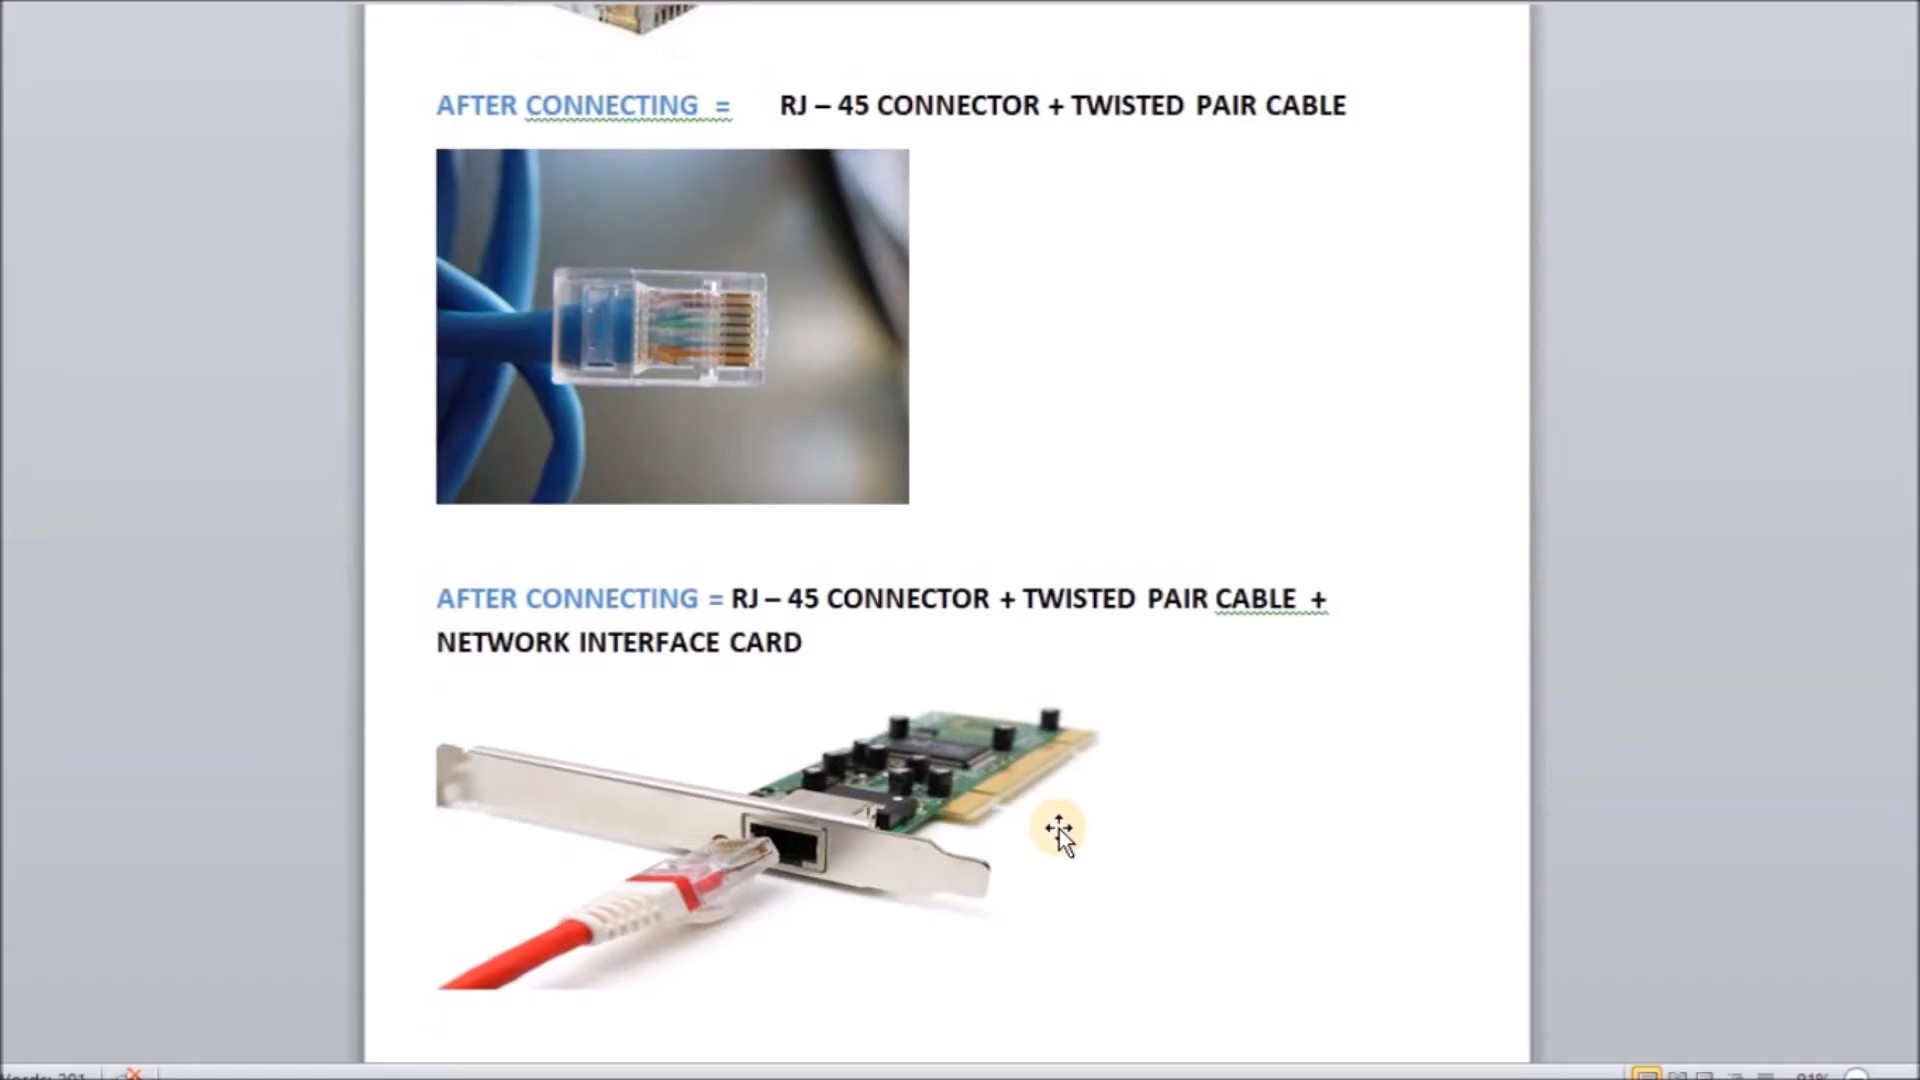 AFTER CONNECTING = RJ – 45 CONNECTOR + TWISTED PAIR CABLE
AFTER CONNECTING = RJ – 45 CONNECTOR + TWISTED PAIR CABLE +
NETWORK INTERFACE CARD